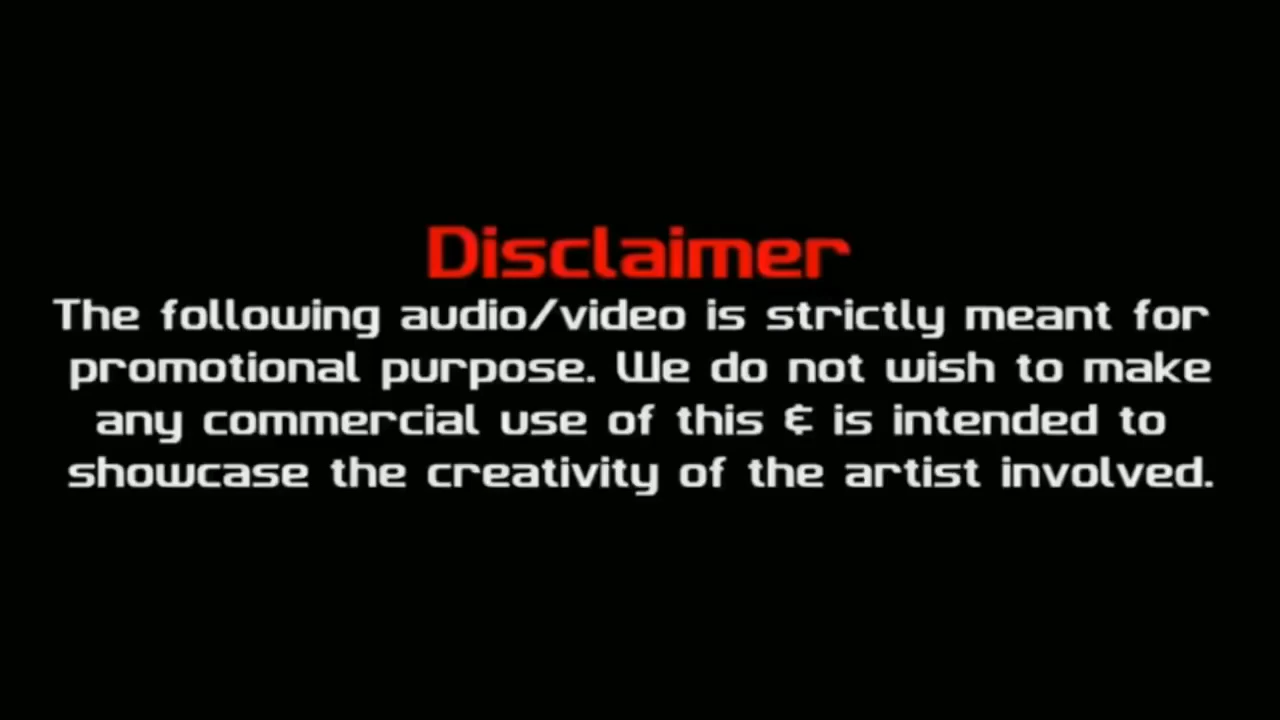 Disclaimer
The following audio/video is strictly meant for
promotional purpose. We do not wish to make
any commercial use of this & is intended to
showcase the creativity of the artist involved.